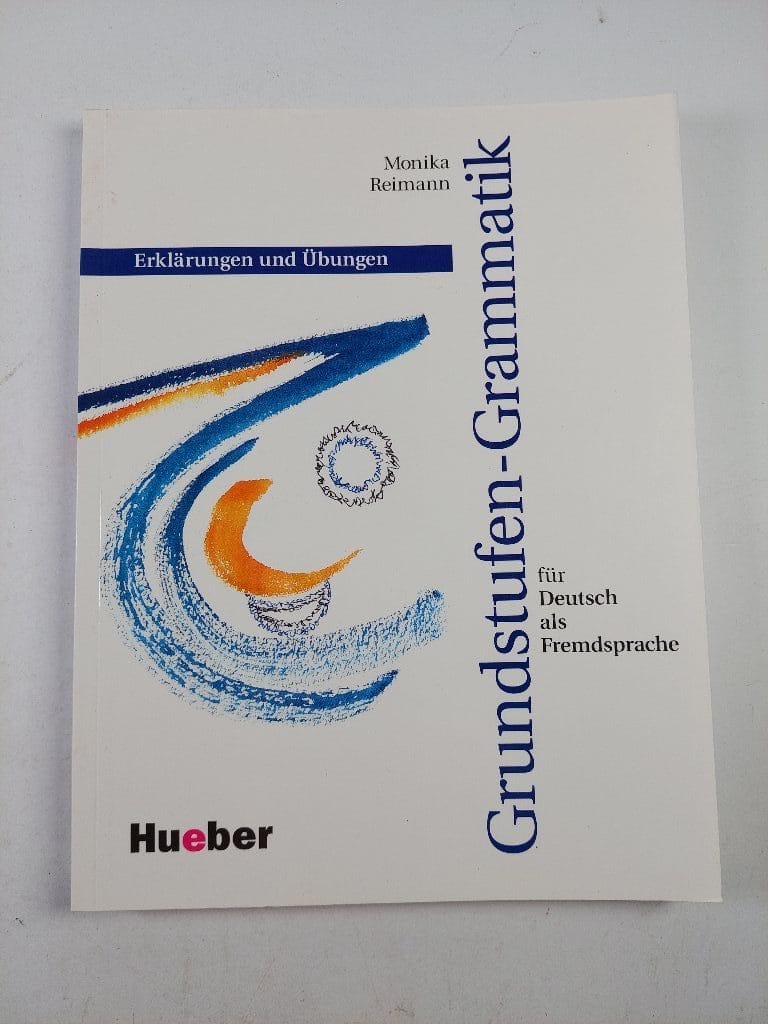 Monika
Reimann
Erklärungen und Übungen
Grundstufen-Grammatik
für
Deutsch
als
Fremdsprache
Hueber